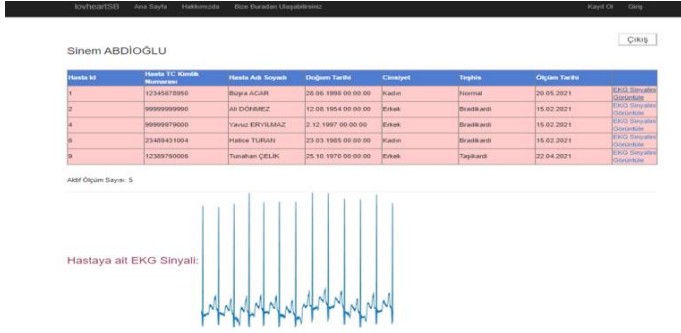 lovheartSB Ana Sayfa Hakkımızda Bize Buradan Ulaşabilirsiniz Kayıt Ol Giriş
Çıkış
Sinem ABDİOĞLU
Hasta Id Hasta TC Kimlik Numarası Hasta Adı Soyadı Doğum Tarihi Cinsiyet Teşhis Ölçüm Tarihi
1 12345678950 Büşra ACAR 28.06.1998 00:00:00 Kadın Normal 20.05.2021 EKG Sinyalini Görüntüle
2 99999999990 Ali DÖNMEZ 12.08.1954 00:00:00 Erkek Bradikardi 15.02.2021 EKG Sinyalini Görüntüle
4 99999979000 Yavuz ERYILMAZ 2.12.1997 00:00:00 Erkek Bradikardi 15.02.2021 EKG Sinyalini Görüntüle
6 23489431004 Hatice TURAN 23.03.1965 00:00:00 Kadın Bradikardi 15.02.2021 EKG Sinyalini Görüntüle
9 12389760006 Tunahan ÇELİK 25.10.1970 00:00:00 Erkek Taşikardi 22.04.2021 EKG Sinyalini Görüntüle
Aktif Ölçüm Sayısı: 5
Hastaya ait EKG Sinyali: